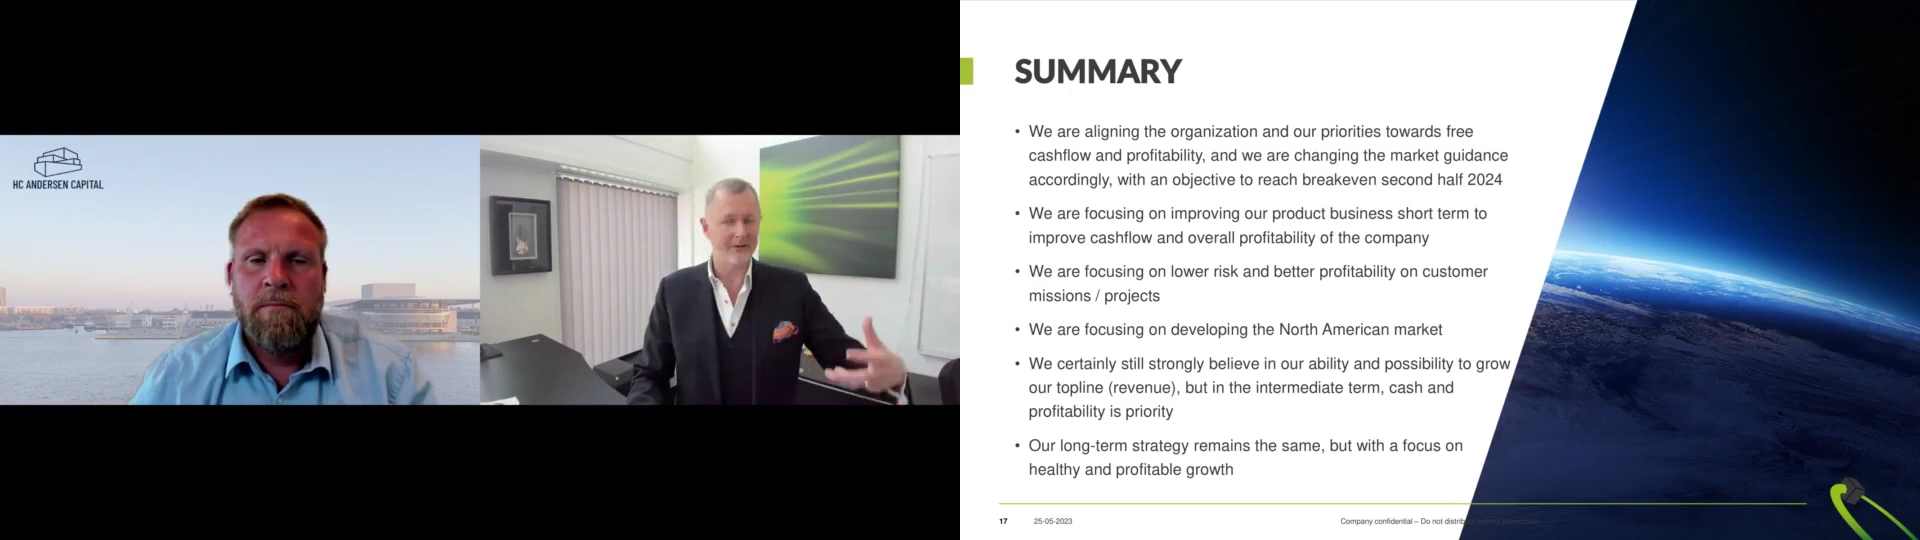 HC ANDERSEN CAPITAL
SUMMARY
• We are aligning the organization and our priorities towards free
cashflow and profitability, and we are changing the market guidance
accordingly, with an objective to reach breakeven second half 2024
• We are focusing on improving our product business short term to
improve cashflow and overall profitability of the company
• We are focusing on lower risk and better profitability on customer
missions / projects
• We are focusing on developing the North American market
• We certainly still strongly believe in our ability and possibility to grow
our topline (revenue), but in the intermediate term, cash and
profitability is priority
• Our long-term strategy remains the same, but with a focus on
healthy and profitable growth
17 25-05-2023 Company confidential – Do not